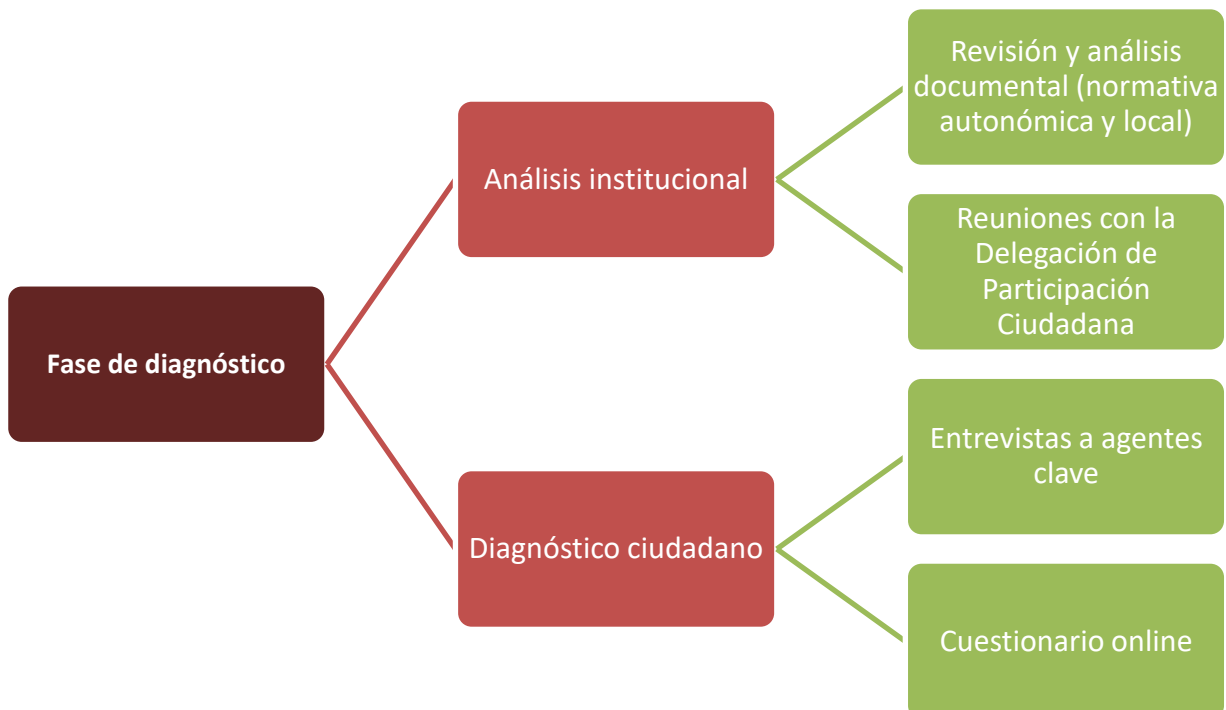 Fase de diagnóstico
Análisis institucional
Revisión y análisis
documental (normativa
autonómica y local)
Reuniones con la
Delegación de
Participación
Ciudadana
Diagnóstico ciudadano
Entrevistas a agentes
clave
Cuestionario online